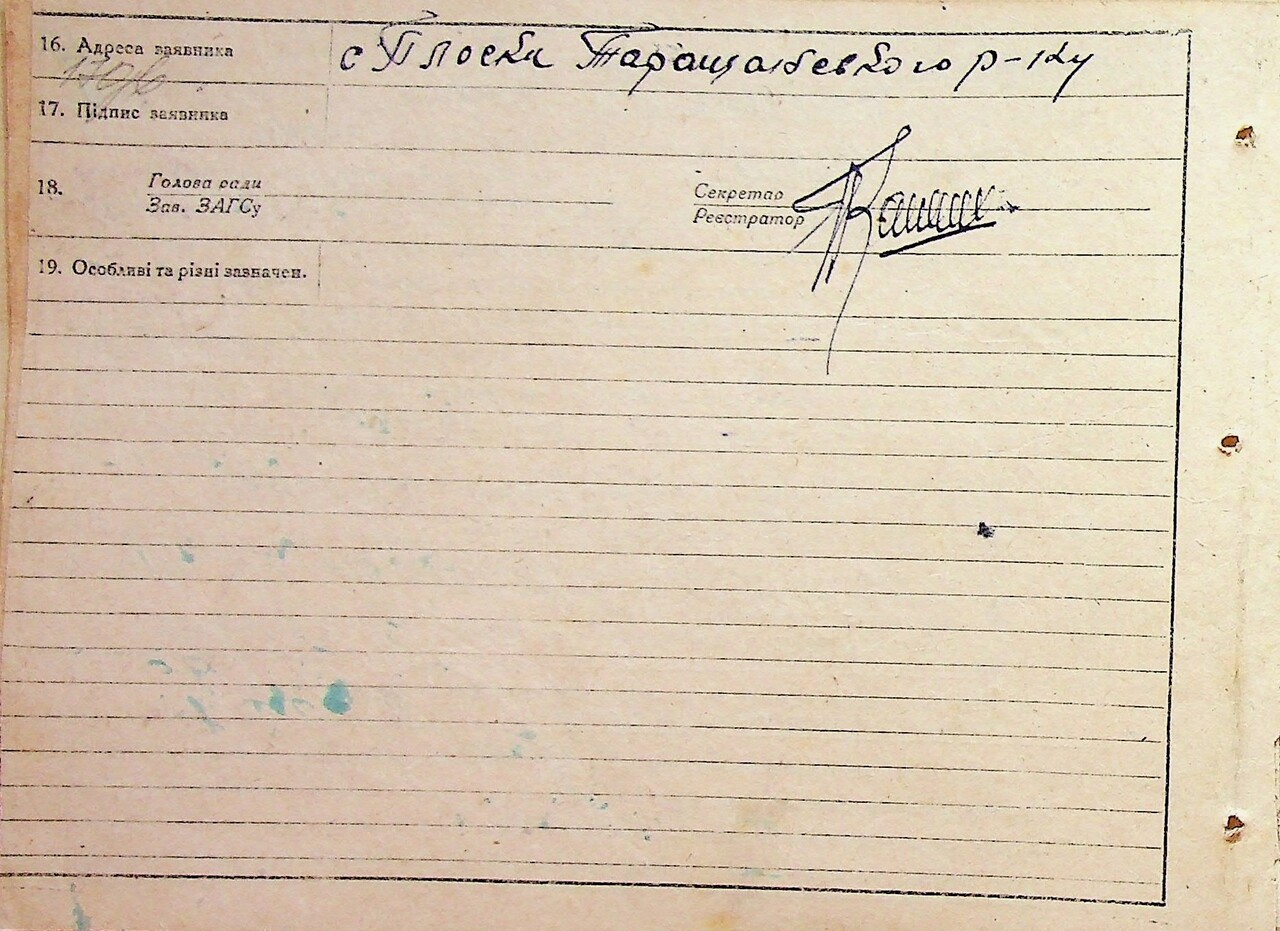 16. Адреса заявника с Плоска Таращанського р-ну
17. Підпис заявника
18. Голова ради Секретар
Зав. ЗАГСу Реєстратор
19. Особливі та різні зазначен.